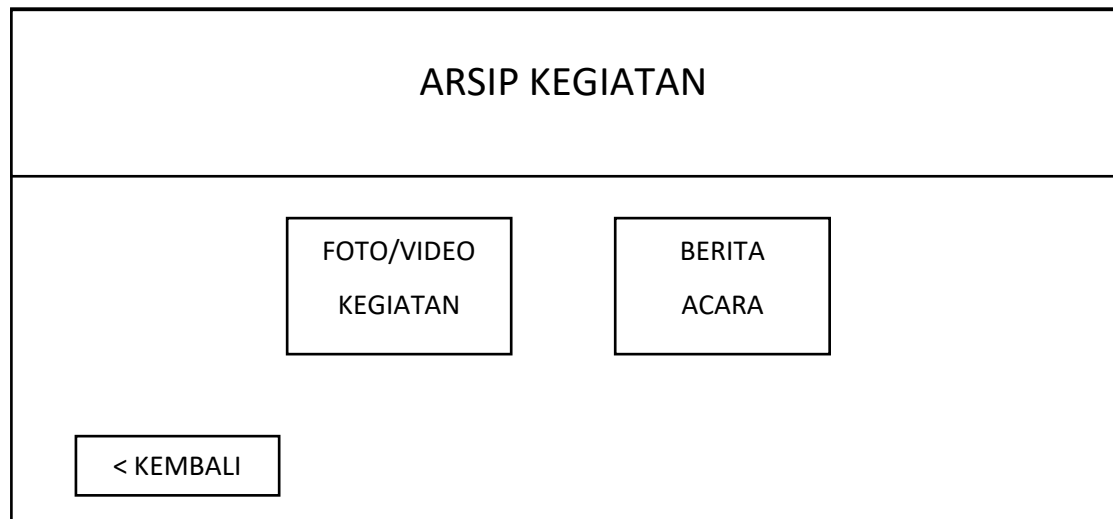 ARSIP KEGIATAN
FOTO/VIDEO
KEGIATAN
BERITA
ACARA
< KEMBALI